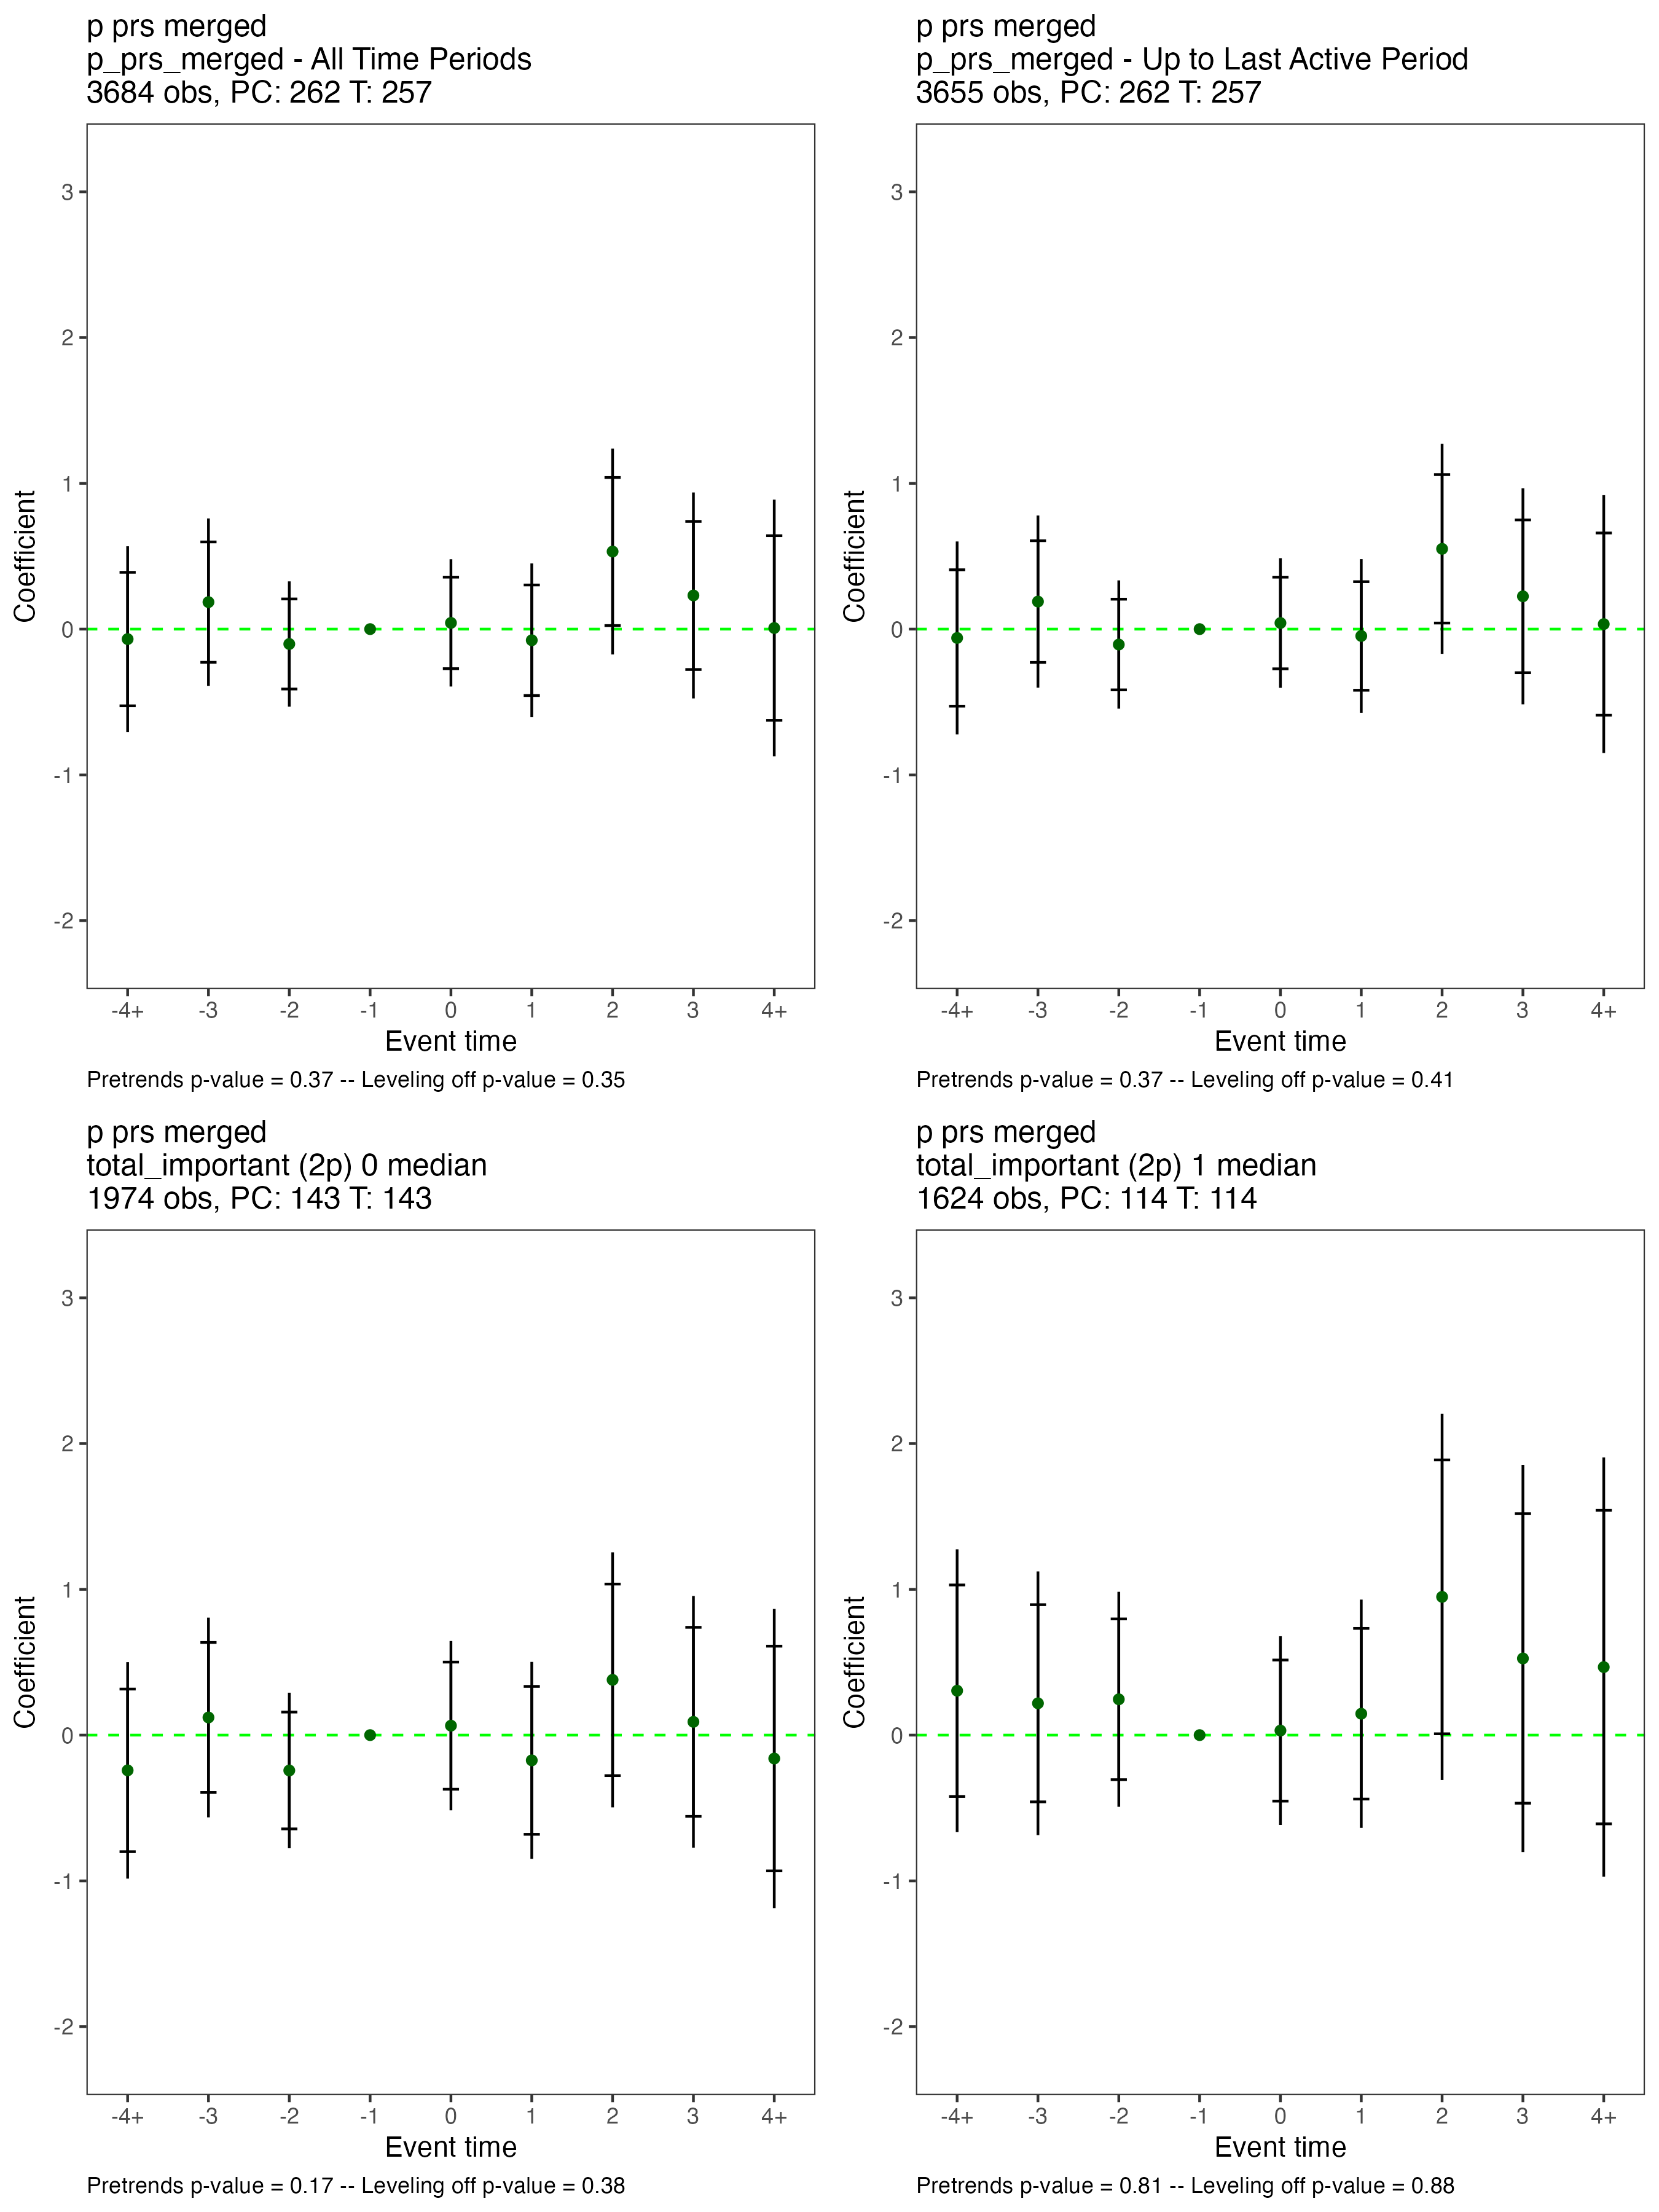 p prs merged
p_prs_merged - All Time Periods
3684 obs, PC: 262 T: 257
3
2
1
0
-1
-2
Coefficient
-4+ -3 -2 -1 0 1 2 3 4+
Event time
Pretrends p-value = 0.37 -- Leveling off p-value = 0.35
p prs merged
p_prs_merged - Up to Last Active Period
3655 obs, PC: 262 T: 257
3
2
1
0
-1
-2
Coefficient
-4+ -3 -2 -1 0 1 2 3 4+
Event time
Pretrends p-value = 0.37 -- Leveling off p-value = 0.41
p prs merged
total_important (2p) 0 median
1974 obs, PC: 143 T: 143
3
2
1
0
-1
-2
Coefficient
-4+ -3 -2 -1 0 1 2 3 4+
Event time
Pretrends p-value = 0.17 -- Leveling off p-value = 0.38
p prs merged
total_important (2p) 1 median
1624 obs, PC: 114 T: 114
3
2
1
0
-1
-2
Coefficient
-4+ -3 -2 -1 0 1 2 3 4+
Event time
Pretrends p-value = 0.81 -- Leveling off p-value = 0.88